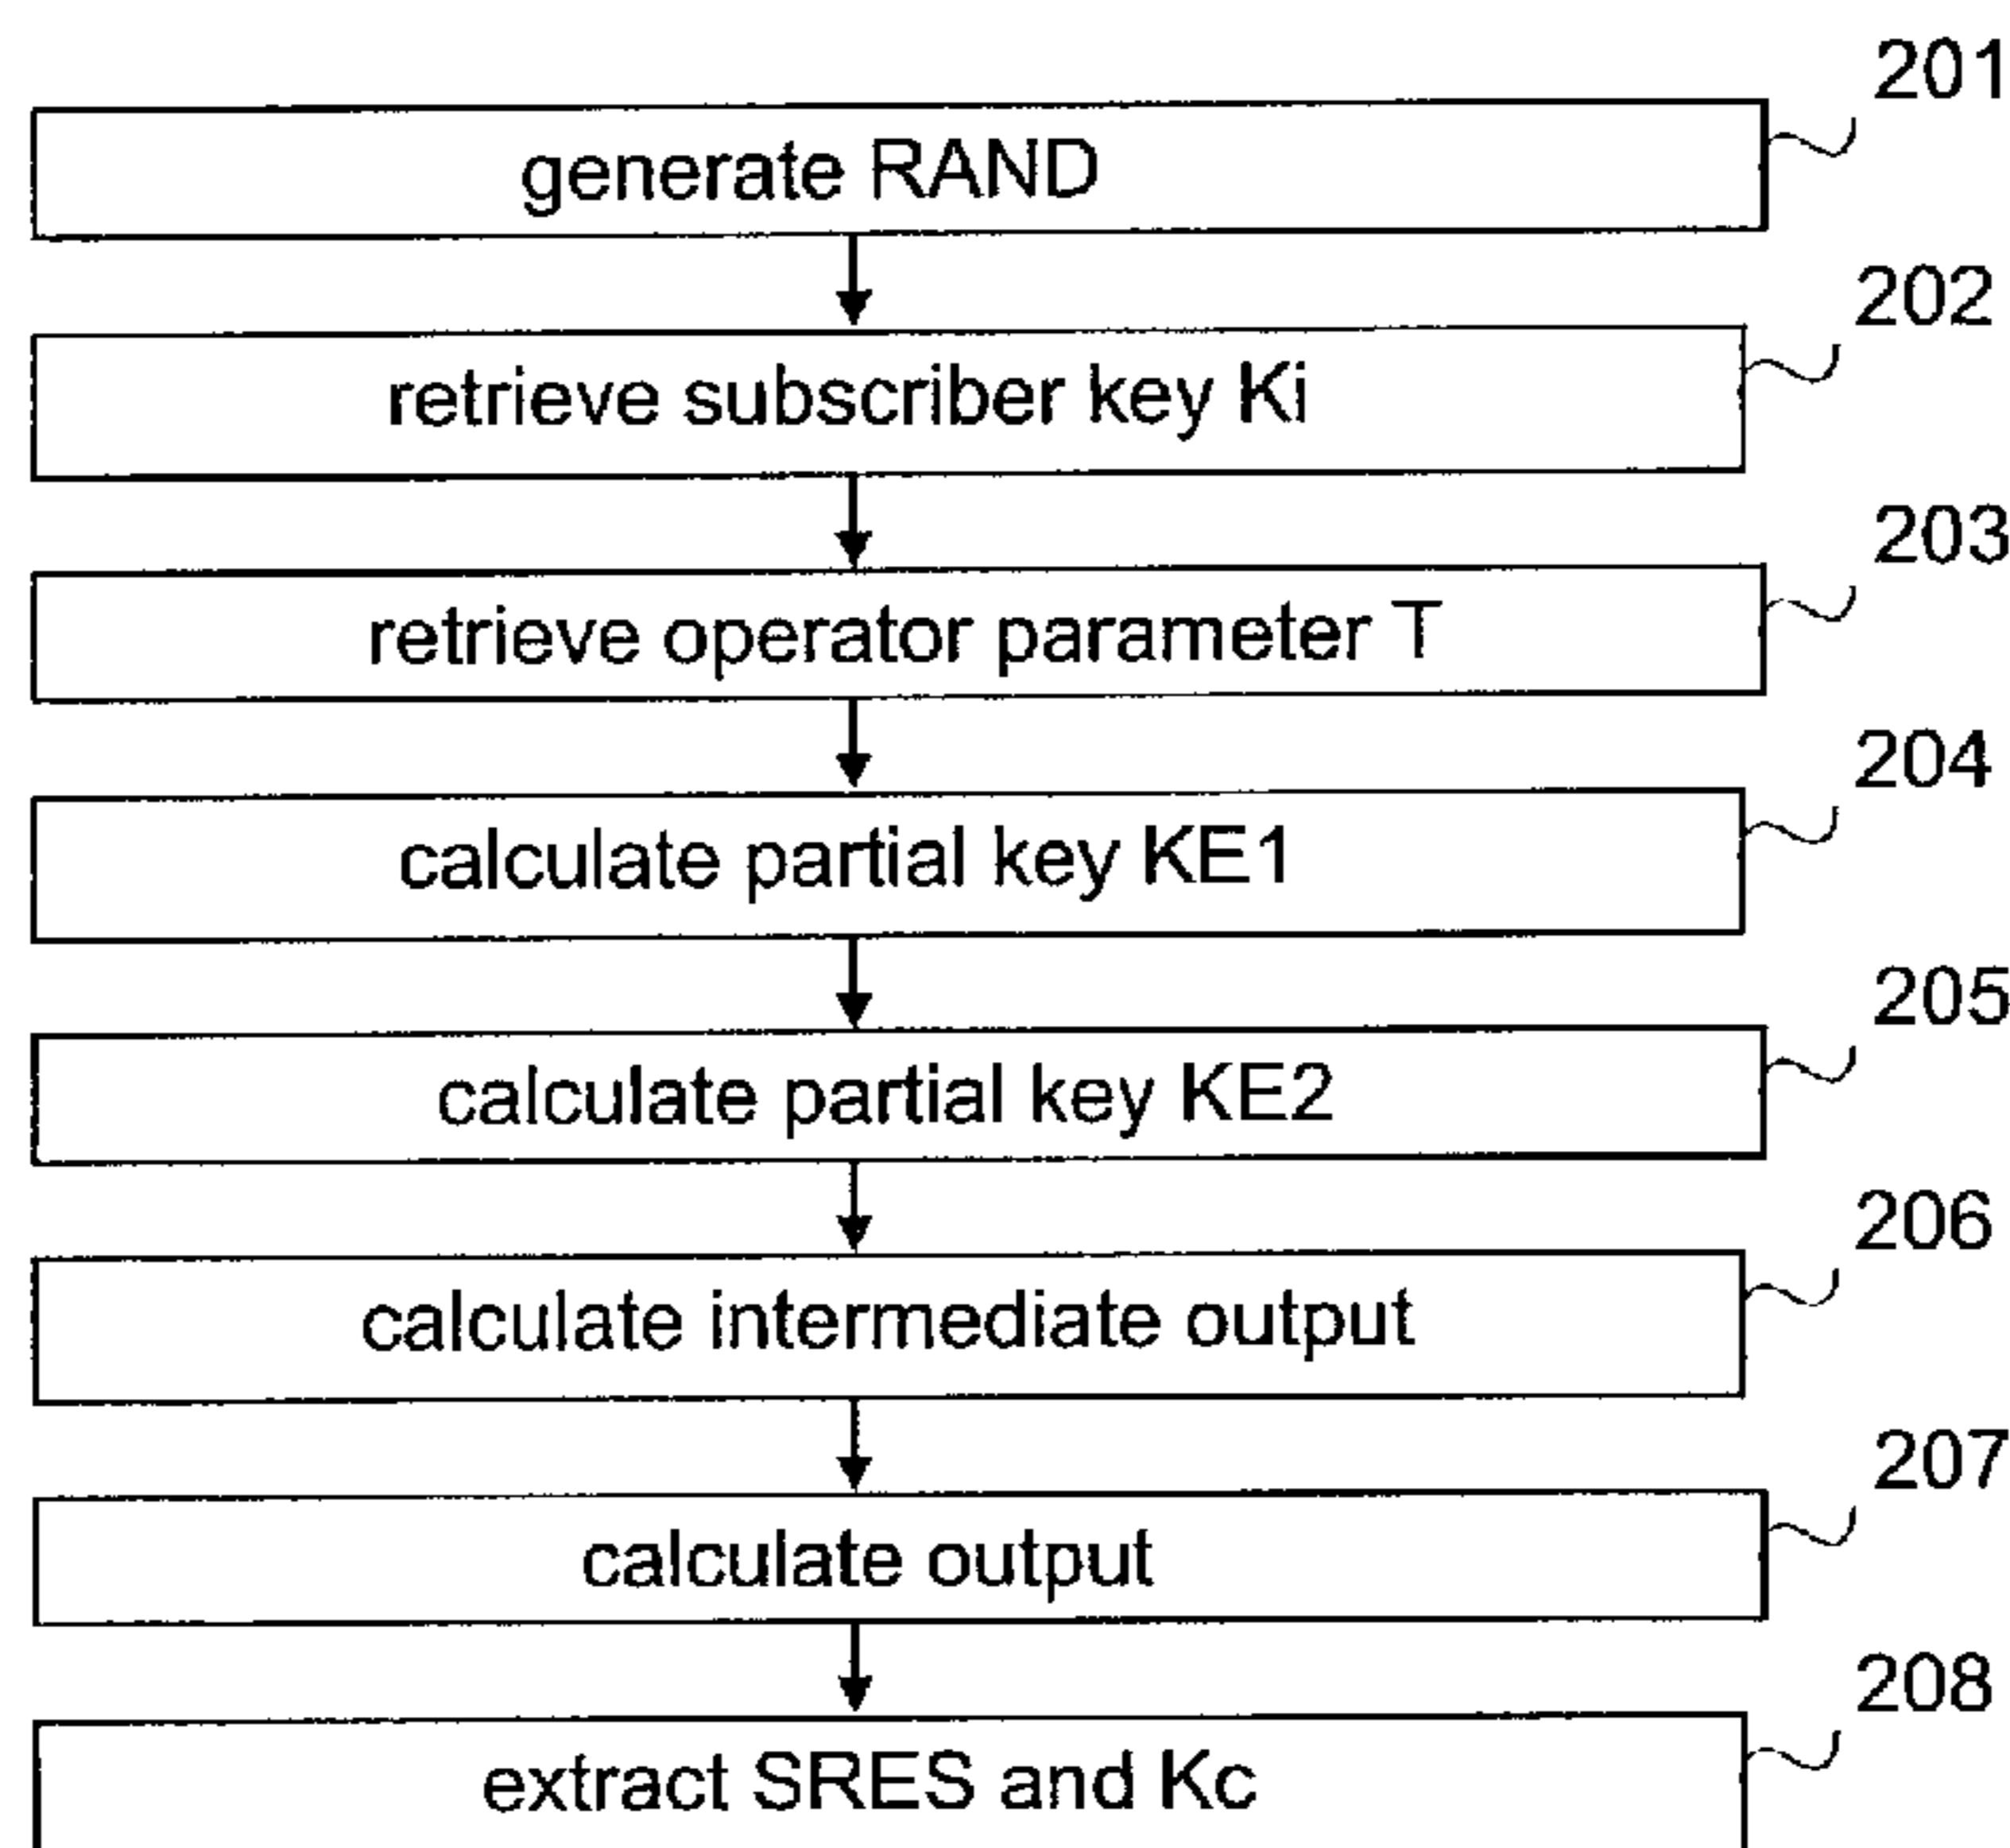 201
generate RAND
202
retrieve subscriber key Ki
203
retrieve operator parameter T
204
calculate partial key KE1
205
calculate partial key KE2
206
calculate intermediate output
207
calculate output
208
extract SRES and Kc